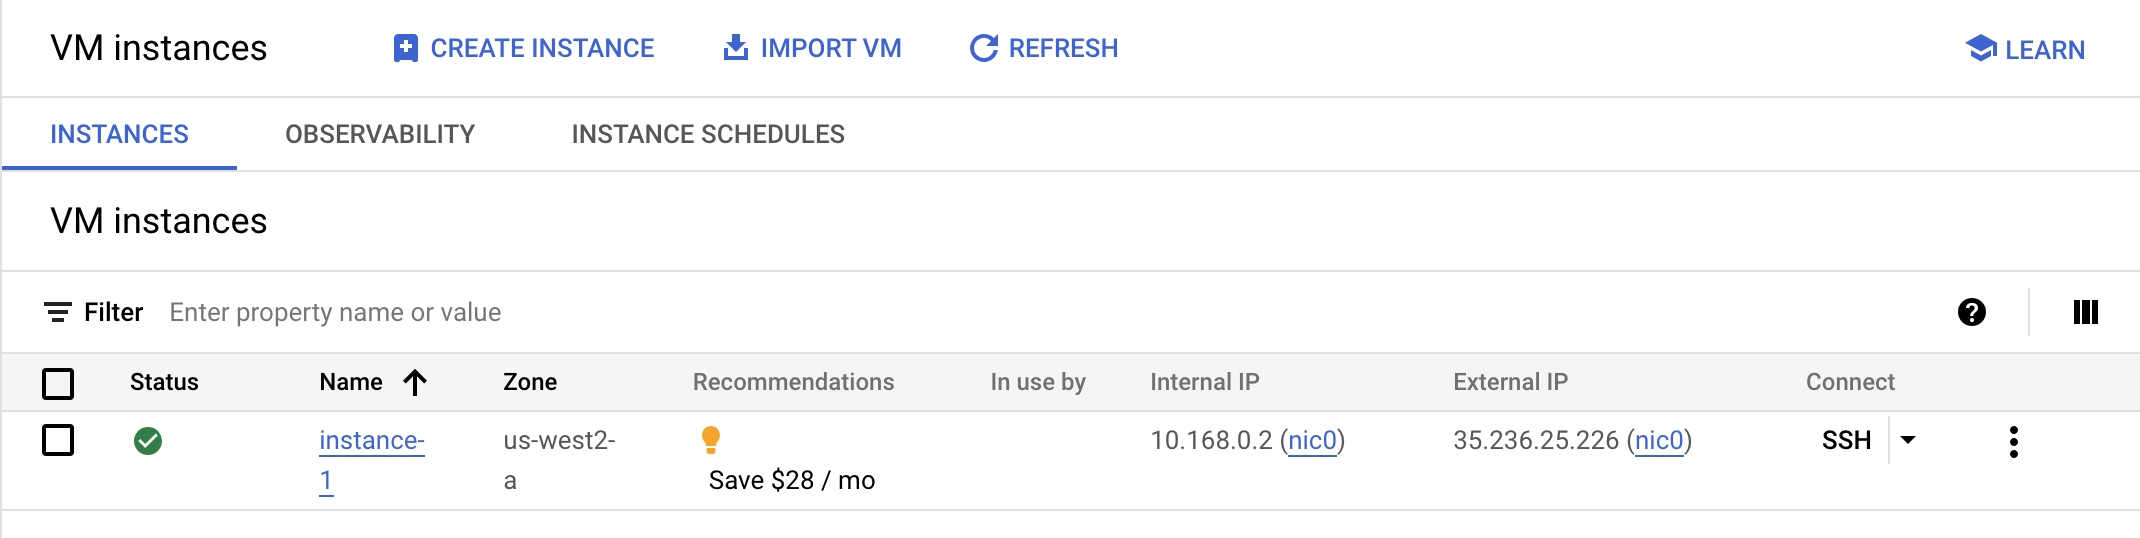 VM instances CREATE INSTANCE IMPORT VM REFRESH LEARN
INSTANCES OBSERVABILITY INSTANCE SCHEDULES
VM instances
Filter Enter property name or value
Status Name Zone Recommendations In use by Internal IP External IP Connect
instance- us-west2- 10.168.0.2 (nic0) 35.236.25.226 (nic0) SSH
1 a Save $28 / mo